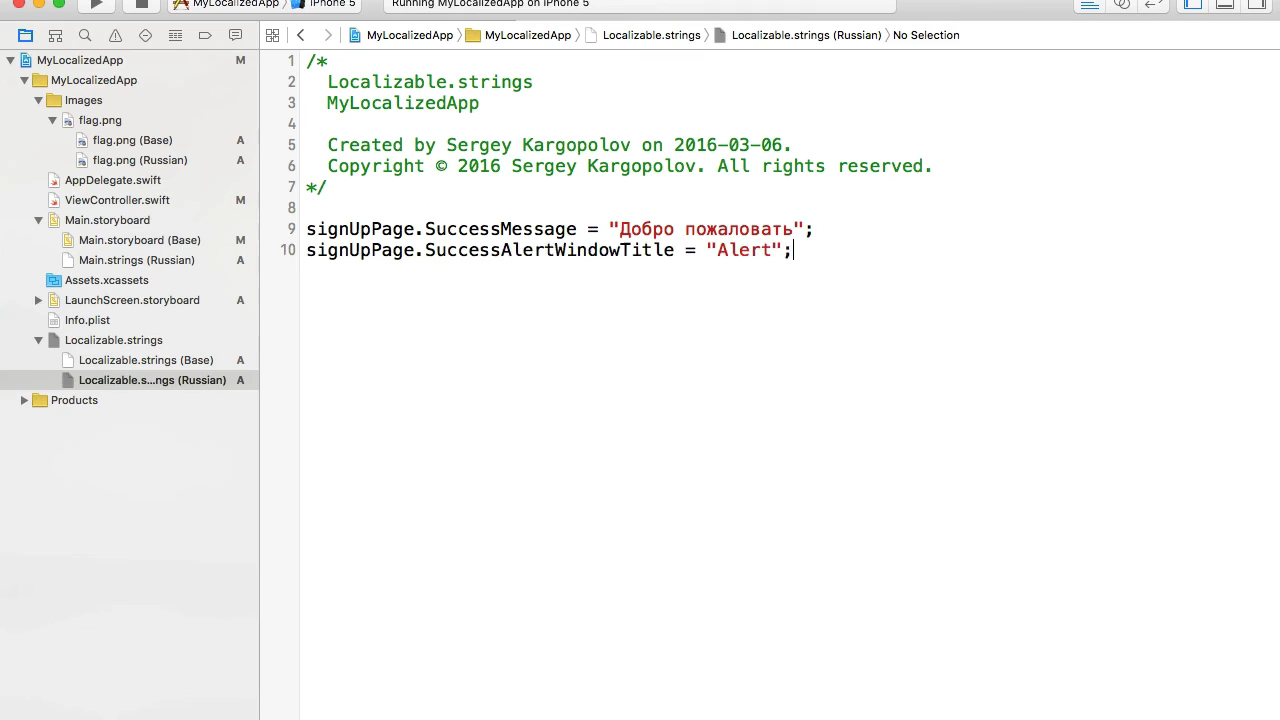 MyLocalizedApp
iPhone 5
Running MyLocalizedApp on iPhone 5
MyLocalizedApp
MyLocalizedApp
Localizable.strings
Localizable.strings (Russian)
No Selection
MyLocalizedApp M
MyLocalizedApp
Images
flag.png
flag.png (Base) A
flag.png (Russian) A
AppDelegate.swift
ViewController.swift M
Main.storyboard
Main.storyboard (Base) M
Main.strings (Russian) A
Assets.xcassets
LaunchScreen.storyboard A
Info.plist
Localizable.strings
Localizable.strings (Base) A
Localizable.s...ngs (Russian) A
Products
1 /*
2 Localizable.strings
3 MyLocalizedApp
4
5 Created by Sergey Kargopolov on 2016-03-06.
6 Copyright © 2016 Sergey Kargopolov. All rights reserved.
7 */
8
9 signUpPage.SuccessMessage = "Добро пожаловать";
10 signUpPage.SuccessAlertWindowTitle = "Alert";